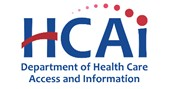 HCAi
Department of Health Care
Access and Information